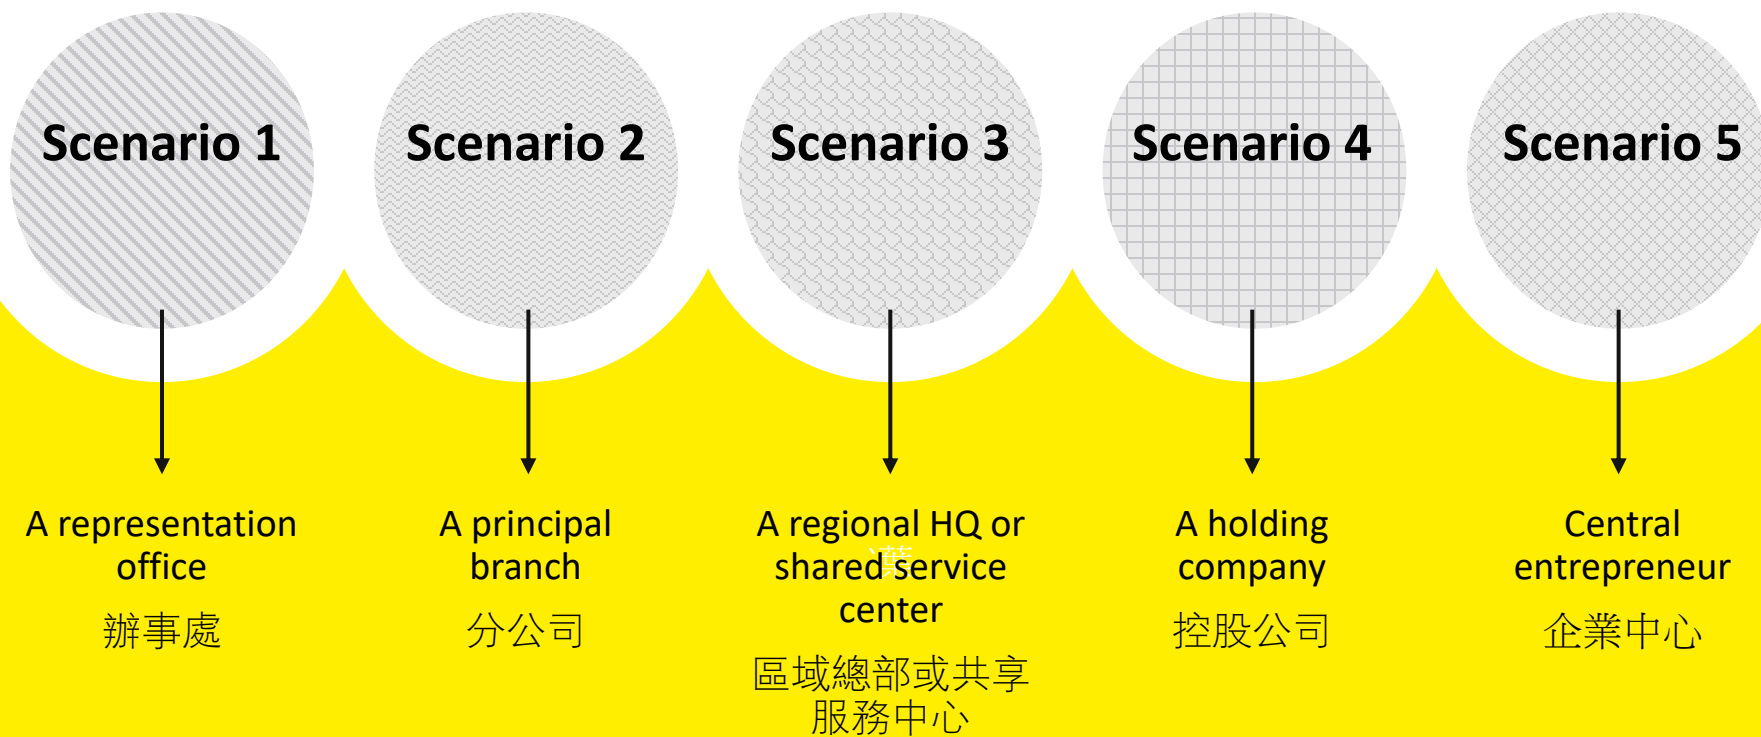 Scenario 1
Scenario 2
Scenario 3
Scenario 4
Scenario 5
A representation
office
辦事處
A principal
branch
分公司
A regional HQ or
shared service
center
區域總部或共享
服務中心
A holding
company
控股公司
Central
entrepreneur
企業中心